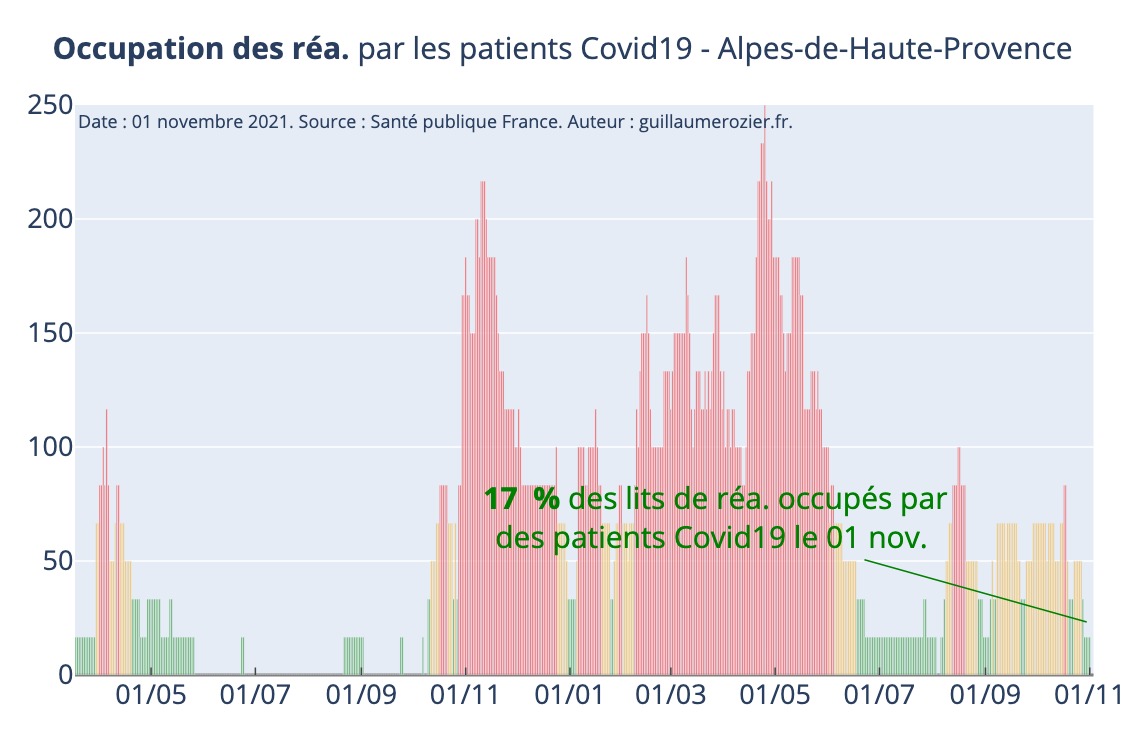 Occupation des réa. par les patients Covid19 - Alpes-de-Haute-Provence
250
Date : 01 novembre 2021. Source : Santé publique France. Auteur : guillaumerozier.fr.
200
150
100
17 % des lits de réa. occupés par
des patients Covid19 le 01 nov.
50
0
01/05 01/07 01/09 01/11 01/01 01/03 01/05 01/07 01/09 01/11